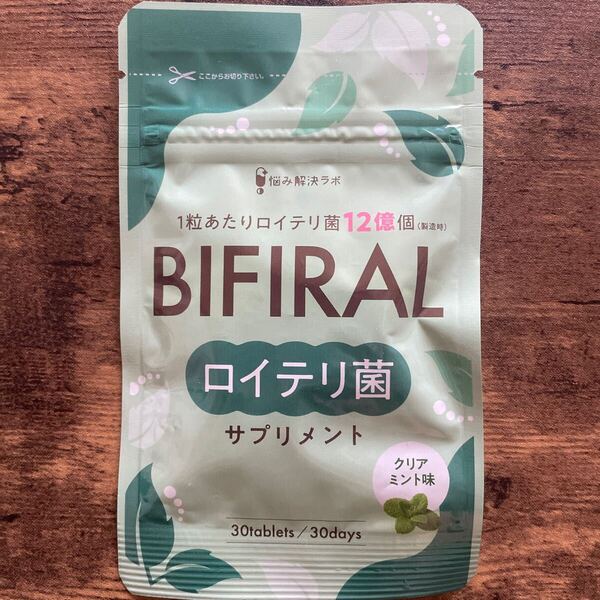 ここからお切り下さい。
悩み解決ラボ
1粒あたりロイテリ菌12億個(製造時)
BIFIRAL
ロイテリ菌
サプリメント
クリア
ミント味
30tablets/30days